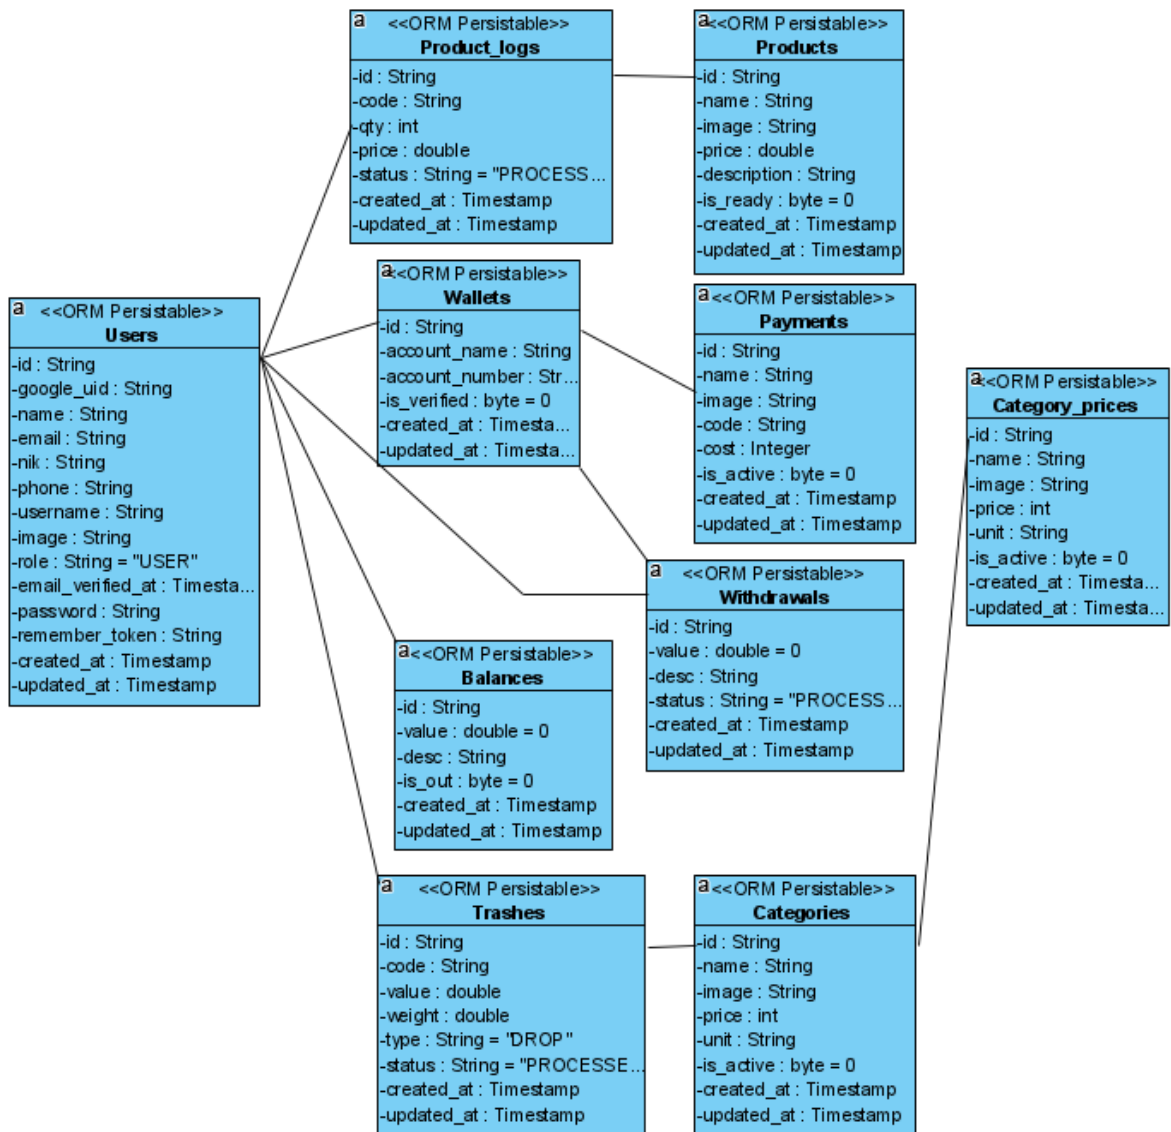 a <<ORM Persistable>>
Product_logs
-id : String
-code : String
-qty : int
-price : double
-status : String = "PROCESS...
-created_at : Timestamp
-updated_at : Timestamp
a <<ORM Persistable>>
Products
-id : String
-name : String
-image : String
-price : double
-description : String
-is_ready : byte = 0
-created_at : Timestamp
-updated_at : Timestamp
a <<ORM Persistable>>
Users
-id : String
-google_uid : String
-name : String
-email : String
-nik : String
-phone : String
-username : String
-image : String
-role : String = "USER"
-email_verified_at : Timesta...
-password : String
-remember_token : String
-created_at : Timestamp
-updated_at : Timestamp
a <<ORM Persistable>>
Wallets
-id : String
-account_name : String
-account_number : Str...
-is_verified : byte = 0
-created_at : Timesta...
-updated_at : Timesta...
a <<ORM Persistable>>
Payments
-id : String
-name : String
-image : String
-code : String
-cost : Integer
-is_active : byte = 0
-created_at : Timestamp
-updated_at : Timestamp
a <<ORM Persistable>>
Category_prices
-id : String
-name : String
-image : String
-price : int
-unit : String
-is_active : byte = 0
-created_at : Timesta...
-updated_at : Timesta...
a <<ORM Persistable>>
Withdrawals
-id : String
-value : double = 0
-desc : String
-status : String = "PROCESS...
-created_at : Timestamp
-updated_at : Timestamp
a <<ORM Persistable>>
Balances
-id : String
-value : double = 0
-desc : String
-is_out : byte = 0
-created_at : Timestamp
-updated_at : Timestamp
a <<ORM Persistable>>
Trashes
-id : String
-code : String
-value : double
-weight : double
-type : String = "DROP"
-status : String = "PROCESSE...
-created_at : Timestamp
-updated_at : Timestamp
a <<ORM Persistable>>
Categories
-id : String
-name : String
-image : String
-price : int
-unit : String
-is_active : byte = 0
-created_at : Timestamp
-updated_at : Timestamp